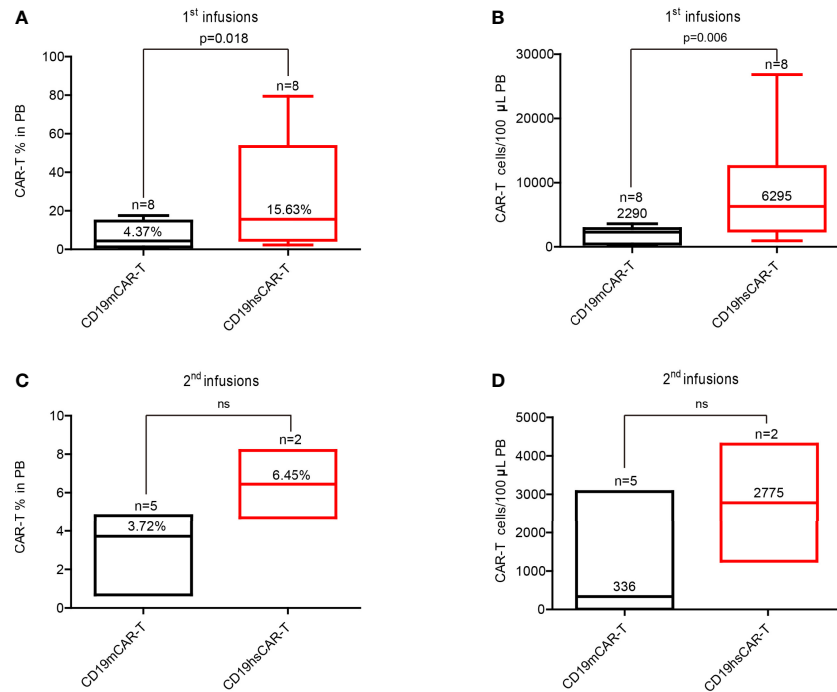 A
1st infusions
p=0.018
CAR-T % in PB
100
80
60
40
20
0
n=8
4.37%
n=8
15.63%
CD19mCAR-T
CD19hsCAR-T
B
1st infusions
p=0.006
CAR-T cells/100 µL PB
30000
20000
10000
0
n=8
2290
n=8
6295
CD19mCAR-T
CD19hsCAR-T
C
2nd infusions
ns
CAR-T % in PB
10
8
6
4
2
0
n=5
3.72%
n=2
6.45%
CD19mCAR-T
CD19hsCAR-T
D
2nd infusions
ns
CAR-T cells/100 µL PB
5000
4000
3000
2000
1000
0
n=5
336
n=2
2775
CD19mCAR-T
CD19hsCAR-T